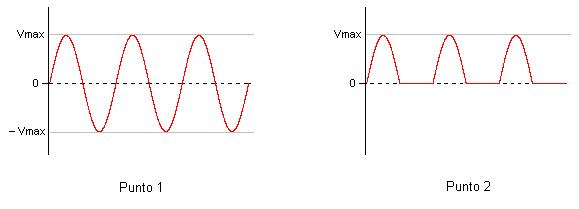 Vmax
0
– Vmax
Punto 1
Vmax
0
Punto 2